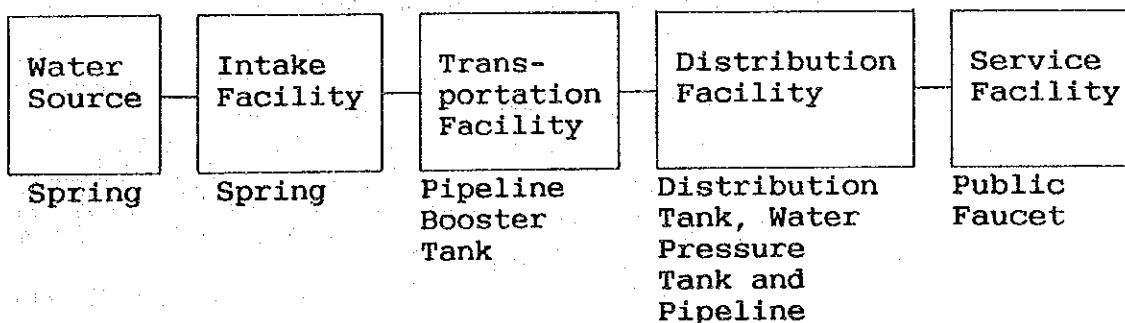 Water
Source
Intake
Facility
Trans-
portation
Facility
Distribution
Facility
Service
Facility
Spring
Spring
Pipeline
Booster
Tank
Distribution
Tank, Water
Pressure
Tank and
Pipeline
Public
Faucet